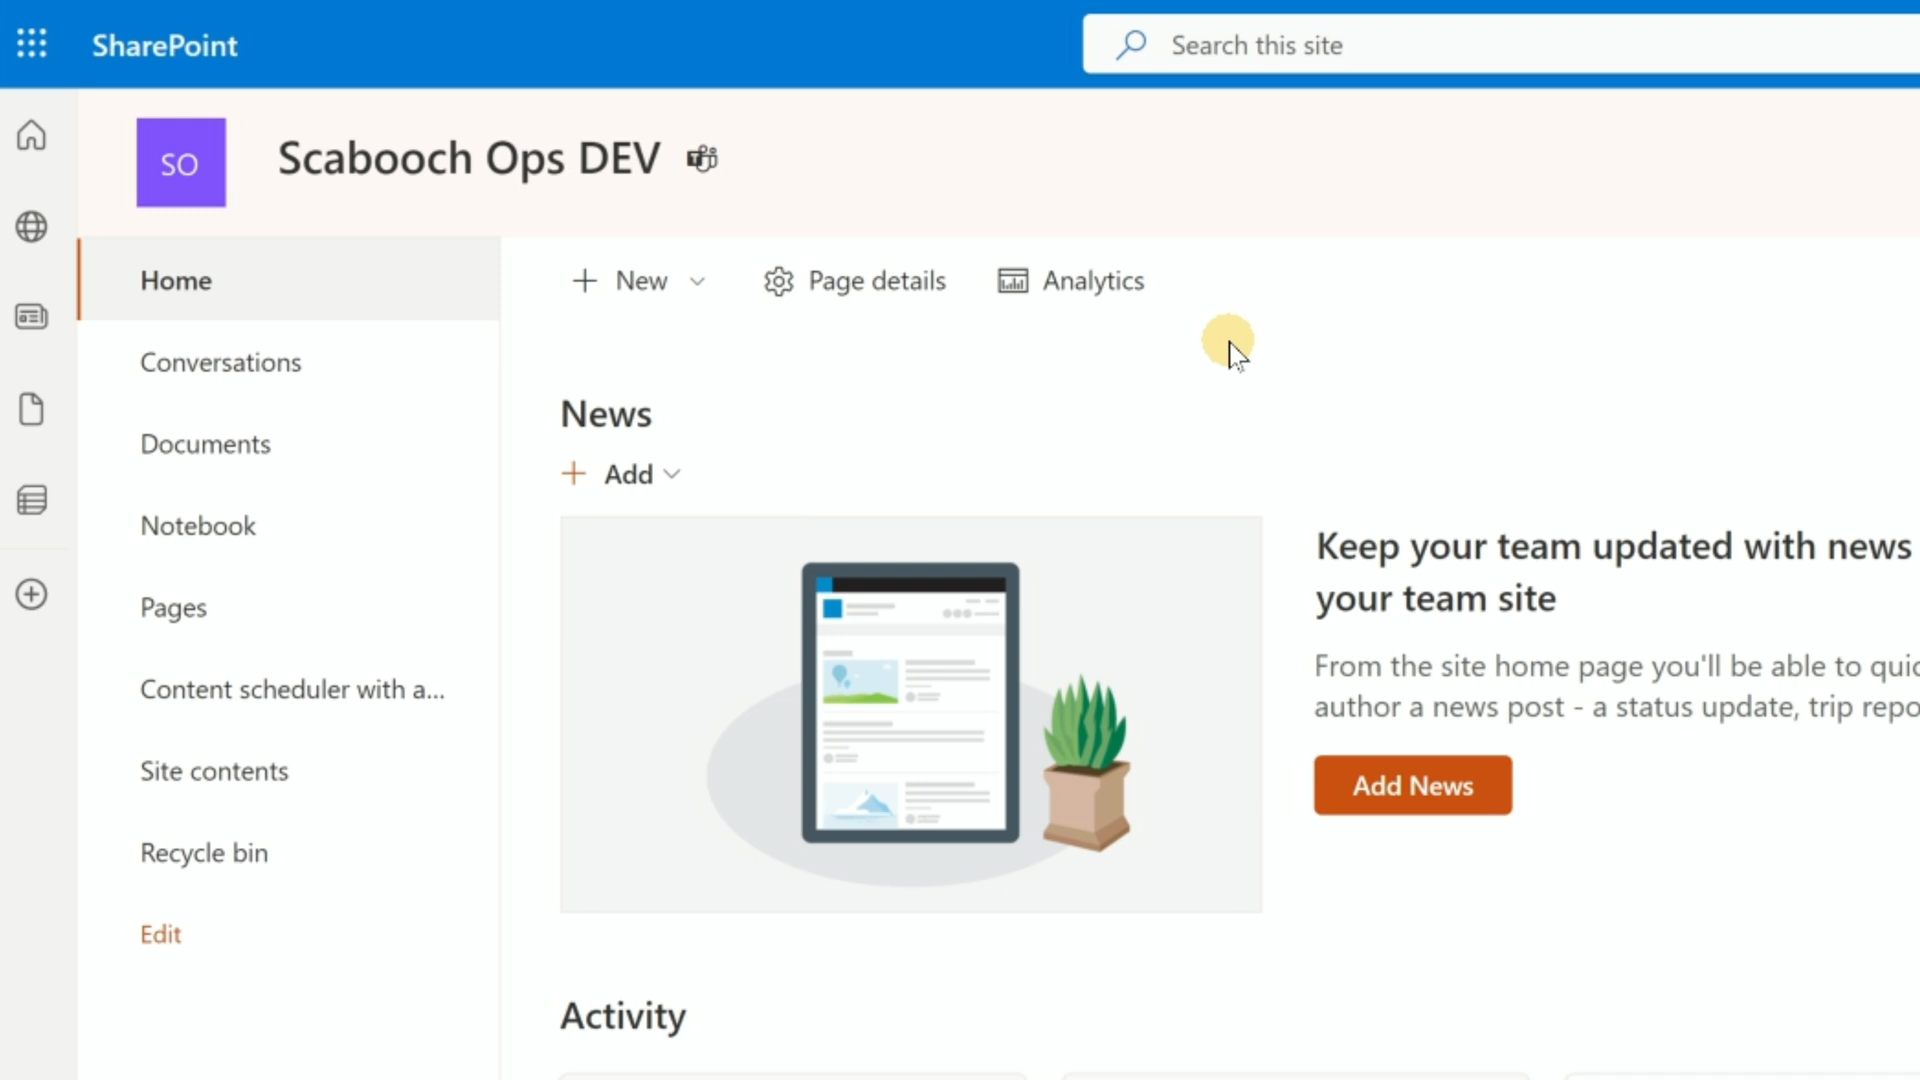 SharePoint
Search this site
SO
Scabooch Ops DEV
Home
Conversations
Documents
Notebook
Pages
Content scheduler with a...
Site contents
Recycle bin
Edit
New
Page details
Analytics
News
Add
Keep your team updated with news
your team site
From the site home page you'll be able to
author a news post - a status update, trip
Add News
Activity